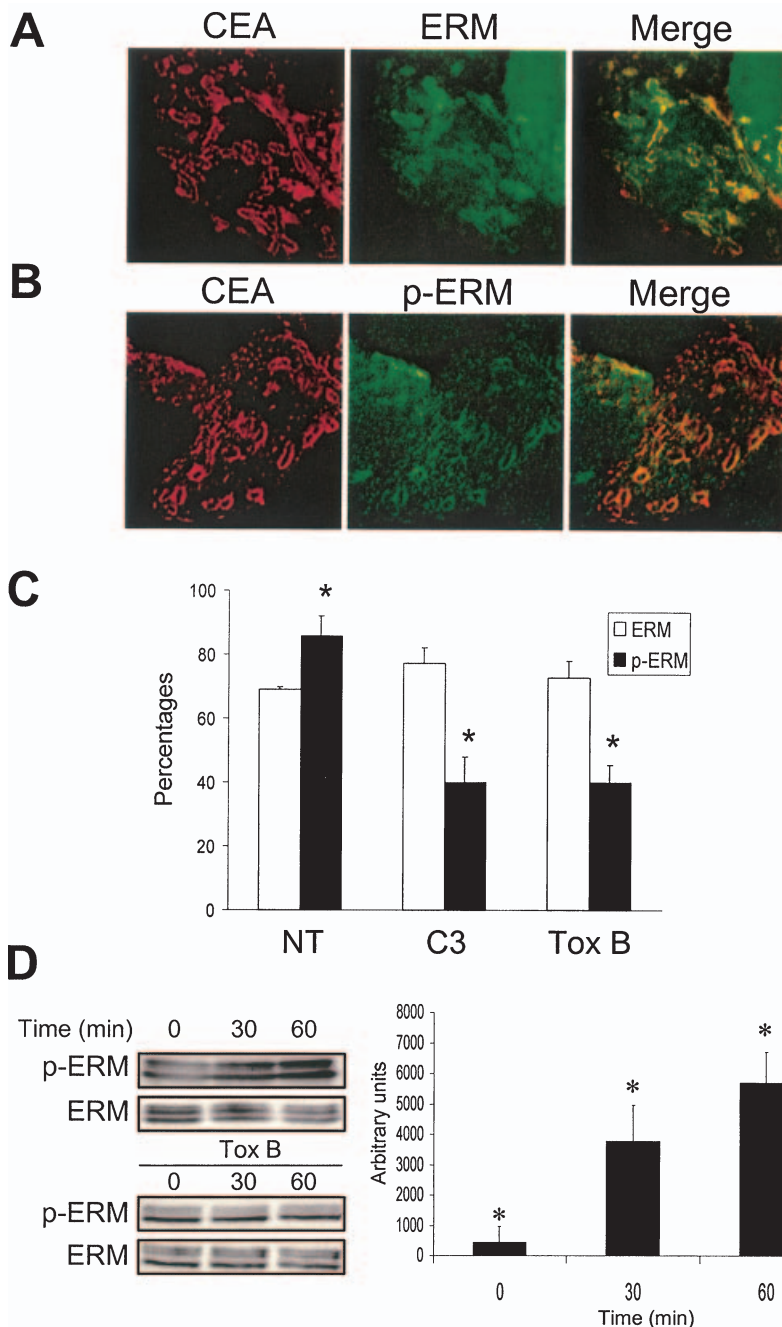 A
CEA ERM Merge
B
CEA p-ERM Merge
C
100
80
60
40
20
0
Percentages
*
*
*
ERM
p-ERM
NT C3 Tox B
D
Time (min) 0 30 60
p-ERM
ERM
Tox B
0 30 60
p-ERM
ERM
8000
7000
6000
5000
4000
3000
2000
1000
0
Arbitrary units
*
*
*
0 30 60
Time (min)